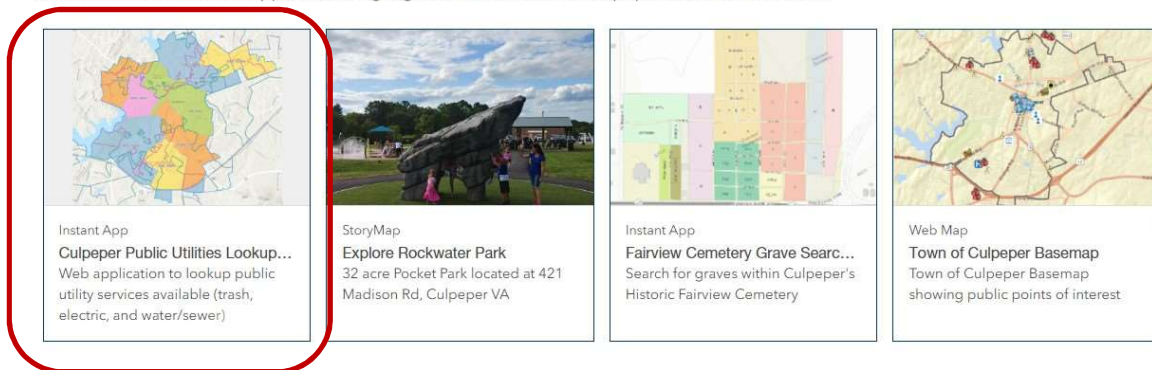 Instant App
Culpeper Public Utilities Lookup...
Web application to lookup public
utility services available (trash,
electric, and water/sewer)
StoryMap
Explore Rockwater Park
32 acre Pocket Park located at 421
Madison Rd, Culpeper VA
Instant App
Fairview Cemetery Grave Searc...
Search for graves within Culpeper's
Historic Fairview Cemetery
Web Map
Town of Culpeper Basemap
Town of Culpeper Basemap
showing public points of interest